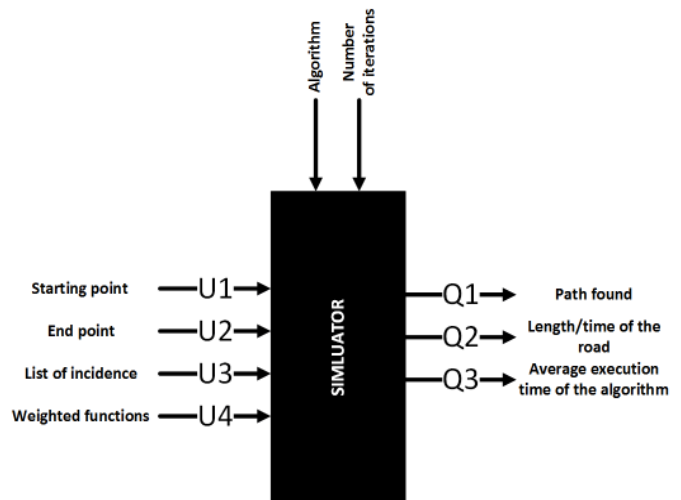 Algorithm
Number
of iterations
Starting point
U1
End point
U2
List of incidence
U3
Weighted functions
U4
SIMLUATOR
Q1
Path found
Q2
Length/time of the
road
Q3
Average execution
time of the algorithm